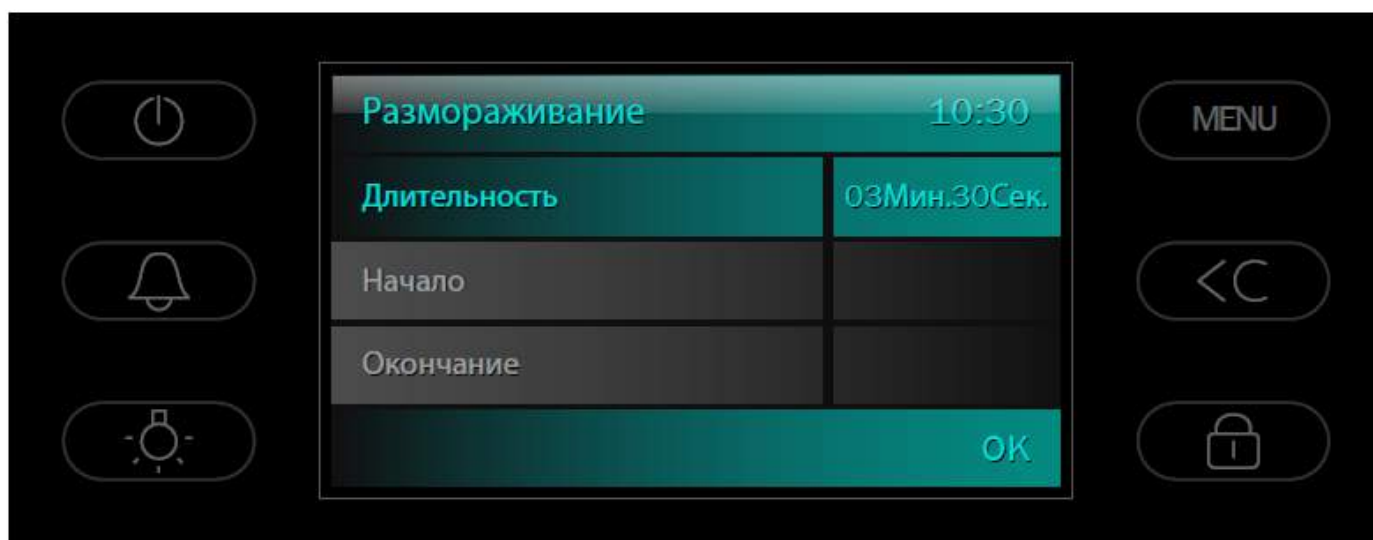 Размораживание 10:30
MENU
Длительность 03Мин.30Сек.
Начало
<C
Окончание
OK